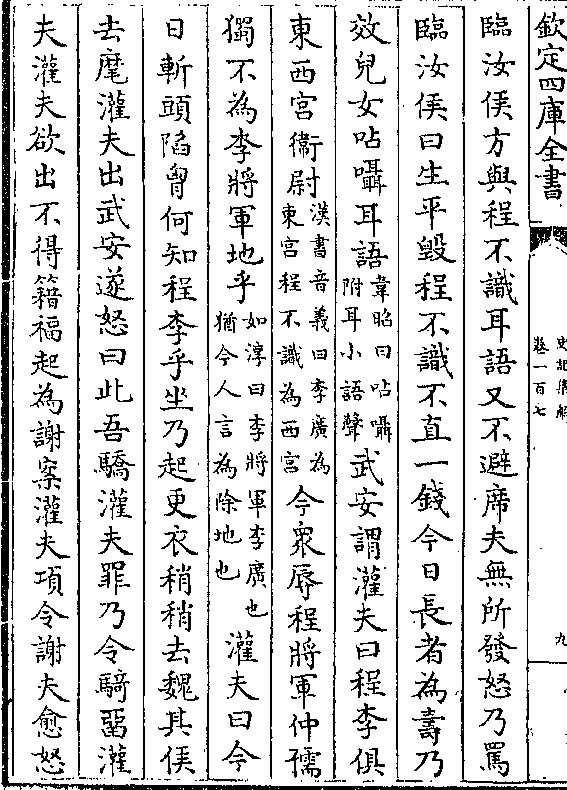 欽定四庫全書
史記集解
卷一百七
九
臨汝侯方與程不識耳語又不避席夫無所發怒乃罵
臨汝侯曰生平毀程不識不直一錢今日長者為壽乃
效兒女呫囁耳語韋昭曰呫囁附耳小語聲武安謂灌夫曰程李俱
東西宮衞尉漢書音義曰李廣為東宮程不識為西宮今衆辱程將軍仲孺
獨不為李將軍地乎如淳曰李將軍李廣也猶今人言為除地也灌夫曰今
日斬頭陷胷何知程李乎坐乃起更衣稍稍去魏其侯
去麾灌夫出武安遂怒曰此吾驕灌夫罪乃令騎留灌
夫灌夫欲出不得籍福起為謝案灌夫項令謝夫愈怒